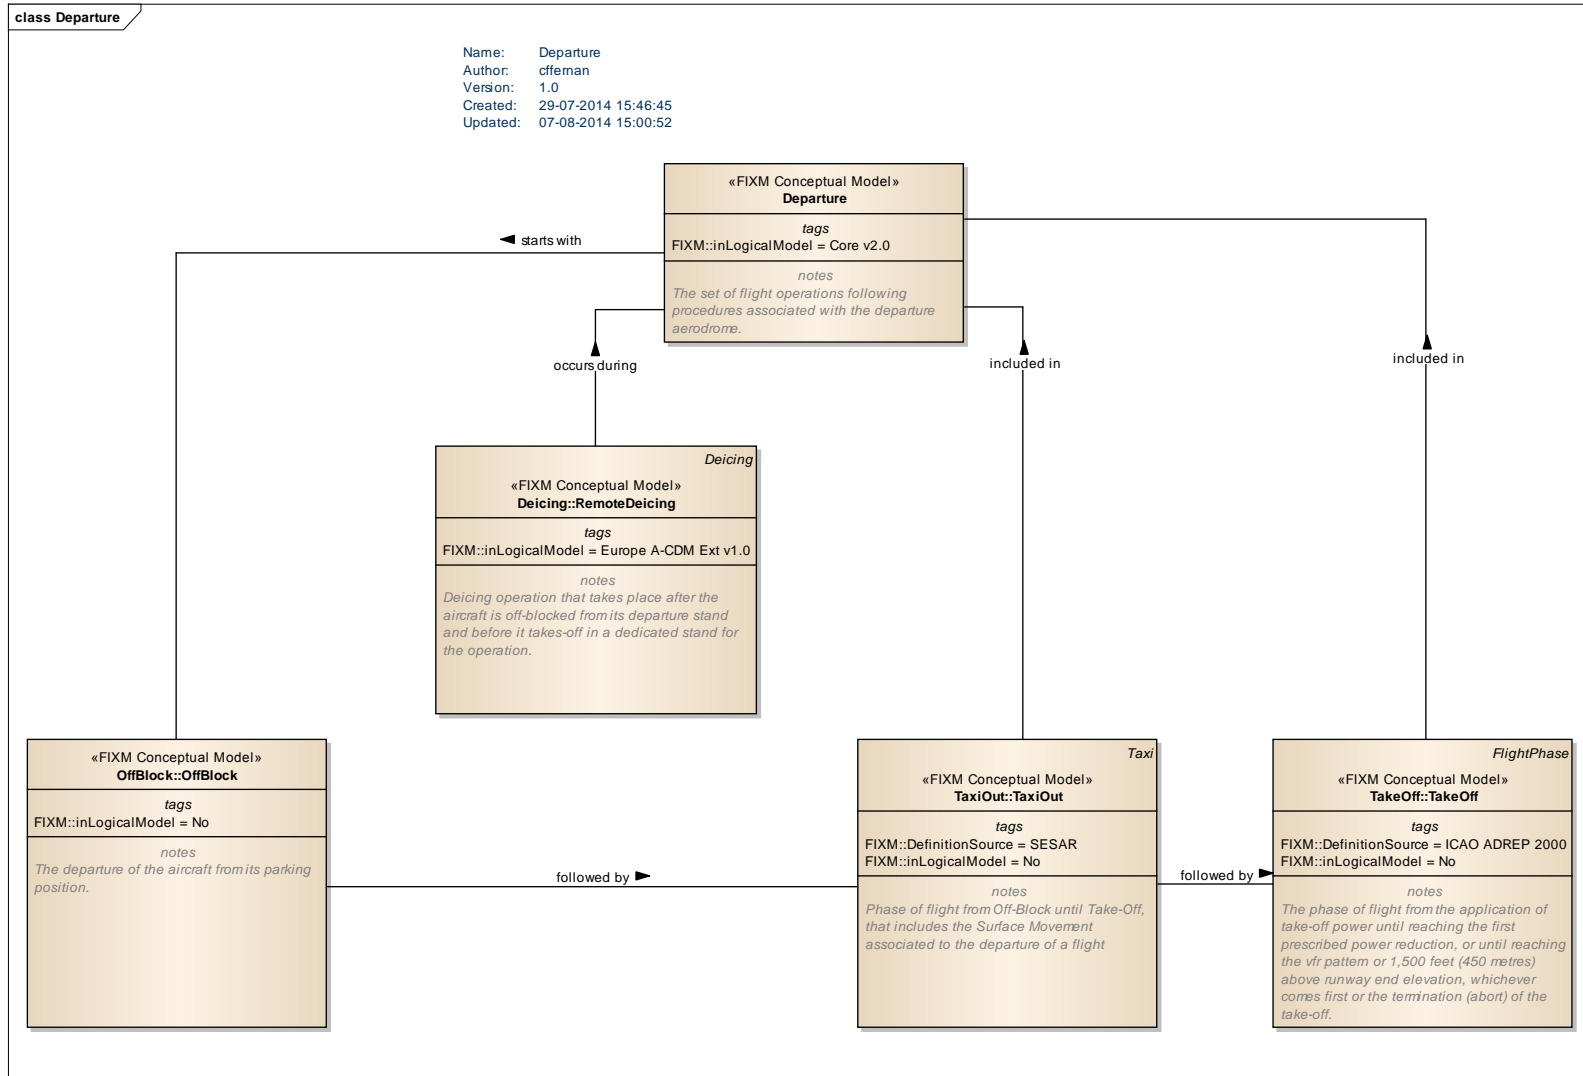 class Departure
Name: Departure
Author: cffernan
Version: 1.0
Created: 29-07-2014 15:46:45
Updated: 07-08-2014 15:00:52
«FIXM Conceptual Model»
Departure
tags
FIXM::inLogicalModel = Core v2.0
notes
The set of flight operations following
procedures associated with the departure
aerodrome.
starts with
occurs during
included in
included in
Deicing
«FIXM Conceptual Model»
Deicing::RemoteDeicing
tags
FIXM::inLogicalModel = Europe A-CDM Ext v1.0
notes
Deicing operation that takes place after the
aircraft is off-blocked from its departure stand
and before it takes-off in a dedicated stand for
the operation.
«FIXM Conceptual Model»
OffBlock::OffBlock
tags
FIXM::inLogicalModel = No
notes
The departure of the aircraft from its parking
position.
followed by
Taxi
«FIXM Conceptual Model»
TaxiOut::TaxiOut
tags
FIXM::DefinitionSource = SESAR
FIXM::inLogicalModel = No
notes
Phase of flight from Off-Block until Take-Off,
that includes the Surface Movement
associated to the departure of a flight
followed by
FlightPhase
«FIXM Conceptual Model»
TakeOff::TakeOff
tags
FIXM::DefinitionSource = ICAO ADREP 2000
FIXM::inLogicalModel = No
notes
The phase of flight from the application of
take-off power until reaching the first
prescribed power reduction, or until reaching
the vfr pattern or 1,500 feet (450 metres)
above runway end elevation, whichever
comes first or the termination (abort) of the
take-off.